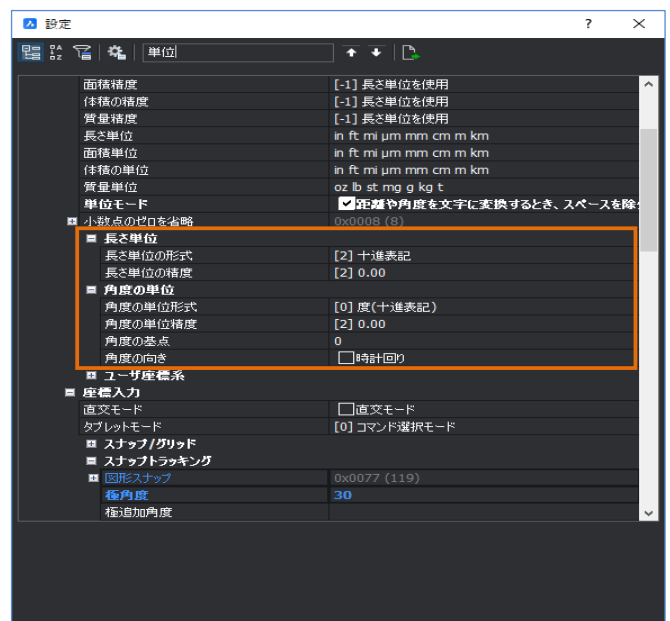 設定 ? ×
単位
面積精度 [-1] 長さ単位を使用
体積の精度 [-1] 長さ単位を使用
質量精度 [-1] 長さ単位を使用
長さ単位 in ft mi μm mm cm m km
面積単位 in ft mi μm mm cm m km
体積の単位 in ft mi μm mm cm m km
質量単位 oz lb st mg g kg t
単位モード 距離や角度を文字に変換するとき、スペースを除
小数点のゼロを省略 0x0008 (8)
長さ単位
長さ単位の形式 [2] 十進表記
長さ単位の精度 [2] 0.00
角度の単位
角度の単位形式 [0] 度(十進表記)
角度の単位精度 [2] 0.00
角度の基点 0
角度の向き 時計回り
ユーザ座標系
座標入力
直交モード 直交モード
タブレットモード [0] コマンド選択モード
スナップ/グリッド
スナップトラッキング
図形スナップ 0x0077 (119)
極角度 30
極追加角度